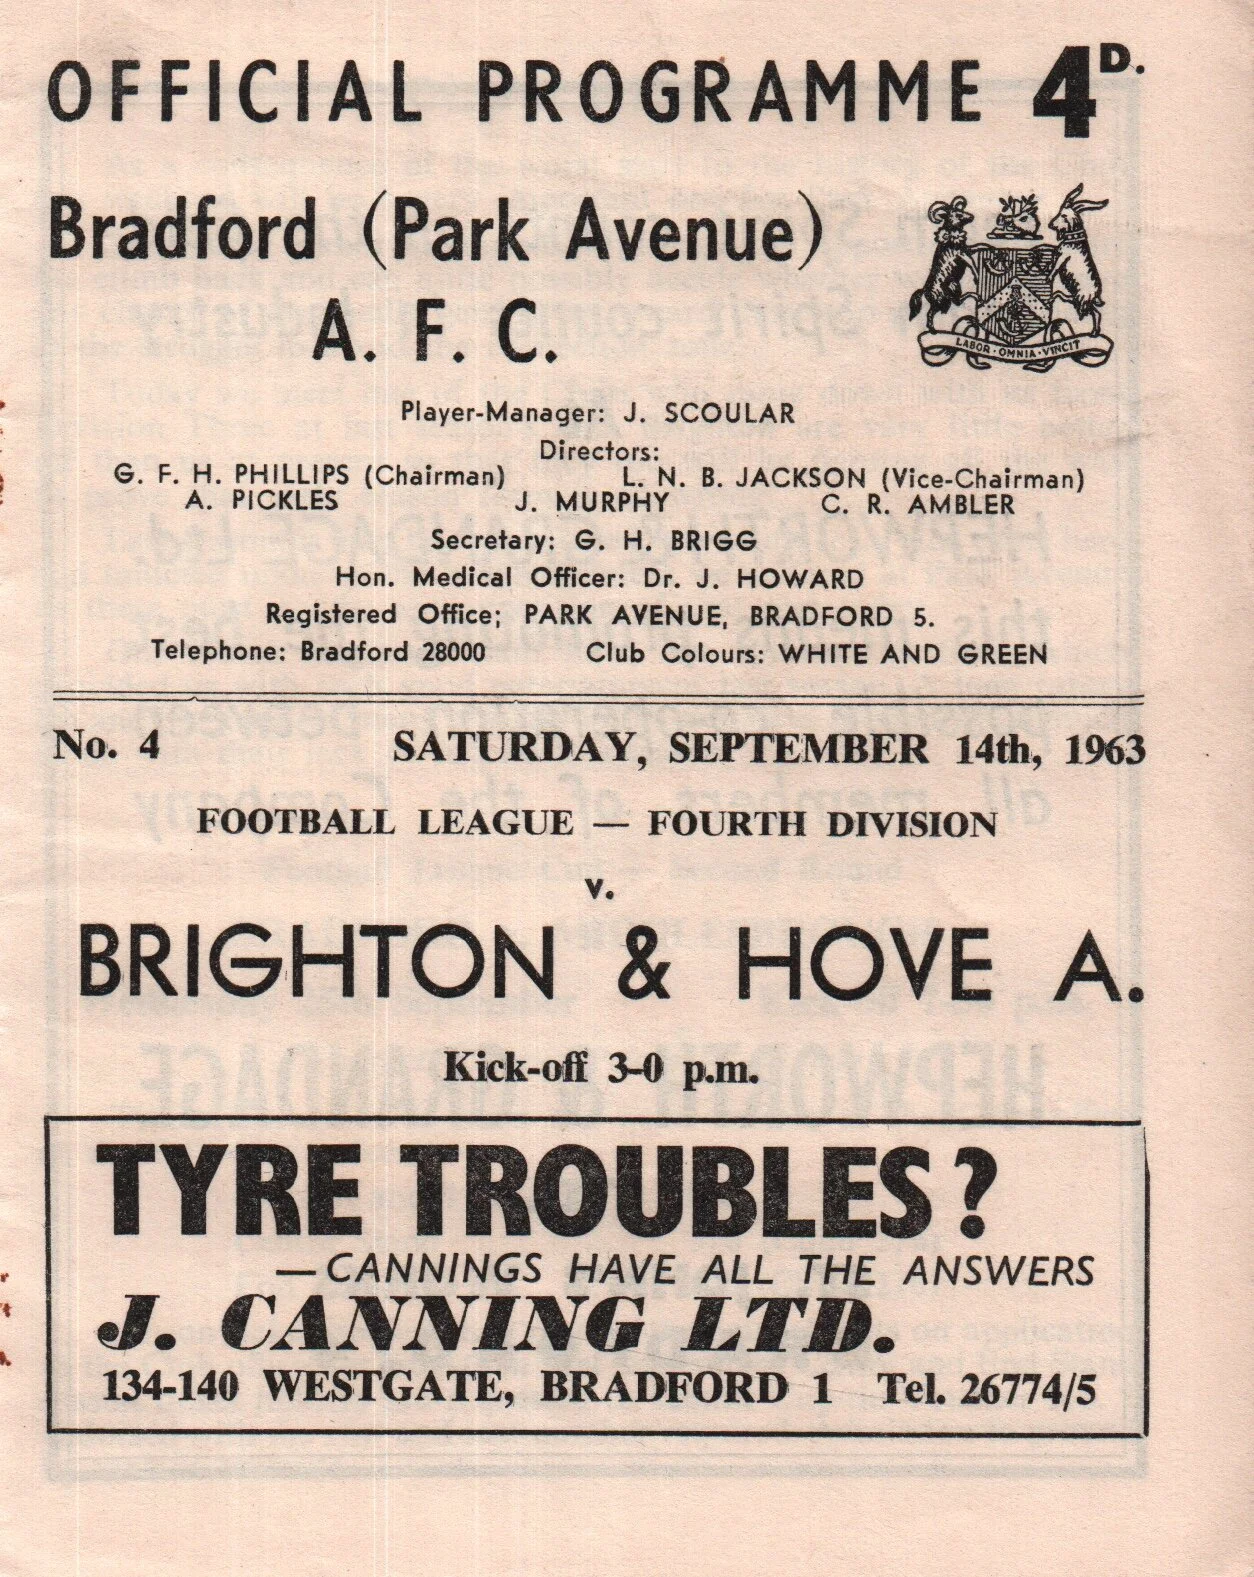 OFFICIAL PROGRAMME 4D.
Bradford (Park Avenue)
A. F. C.
LABOR · OMNIA · VINCIT
Player-Manager: J. SCOULAR
Directors:
G. F. H. PHILLIPS (Chairman) L. N. B. JACKSON (Vice-Chairman)
A. PICKLES J. MURPHY C. R. AMBLER
Secretary: G. H. BRIGG
Hon. Medical Officer: Dr. J. HOWARD
Registered Office; PARK AVENUE, BRADFORD 5.
Telephone: Bradford 28000 Club Colours: WHITE AND GREEN
No. 4 SATURDAY, SEPTEMBER 14th, 1963
FOOTBALL LEAGUE — FOURTH DIVISION
v.
BRIGHTON & HOVE A.
Kick-off 3-0 p.m.
TYRE TROUBLES?
—CANNINGS HAVE ALL THE ANSWERS
J. CANNING LTD.
134-140 WESTGATE, BRADFORD 1 Tel. 26774/5